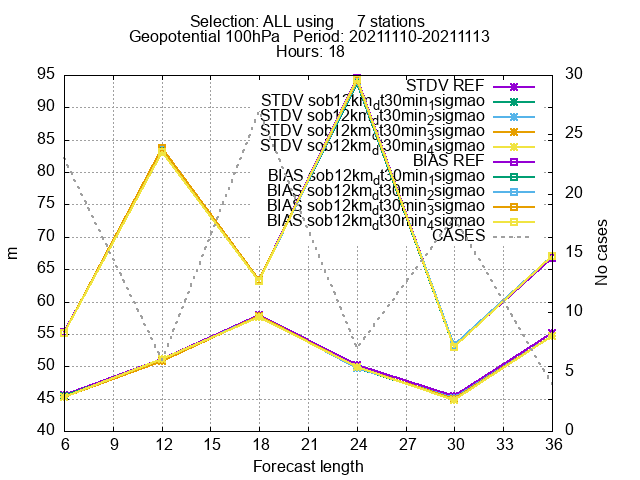 Selection: ALL using     7 stations
Geopotential 100hPa   Period: 20211110-20211113
Hours: 18
STDV REF
STDV sob12km_dt30min_1sigmao
STDV sob12km_dt30min_2sigmao
STDV sob12km_dt30min_3sigmao
STDV sob12km_dt30min_4sigmao
BIAS REF
BIAS sob12km_dt30min_1sigmao
BIAS sob12km_dt30min_2sigmao
BIAS sob12km_dt30min_3sigmao
BIAS sob12km_dt30min_4sigmao
CASES
95
90
85
80
75
70
65
60
55
50
45
40
m
30
25
20
15
10
5
0
No cases
6 9 12 15 18 21 24 27 30 33 36
Forecast length